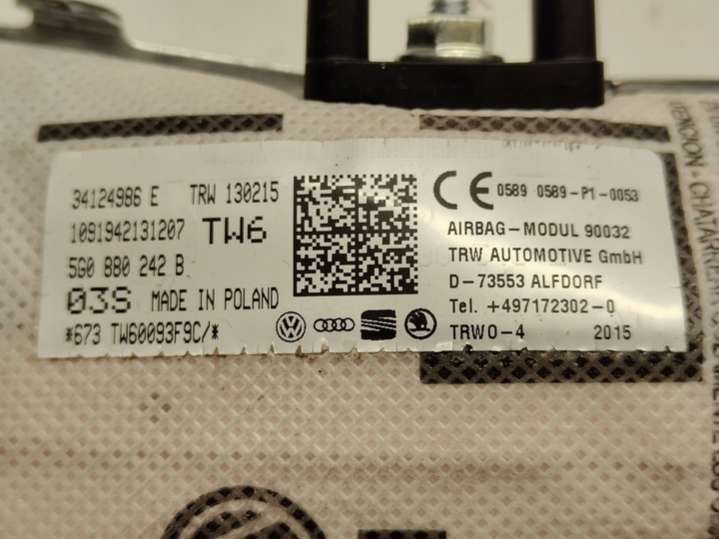 34124986 E TRW 130215
1091942131207 TW6
5G0 880 242 B
03S MADE IN POLAND
*673 TW60093F9C/*
CE 0589 0589-P1-0053
AIRBAG-MODUL 90032
TRW AUTOMOTIVE GmbH
D-73553 ALFDORF
Tel. +497172302-0
TRWO-4 2015